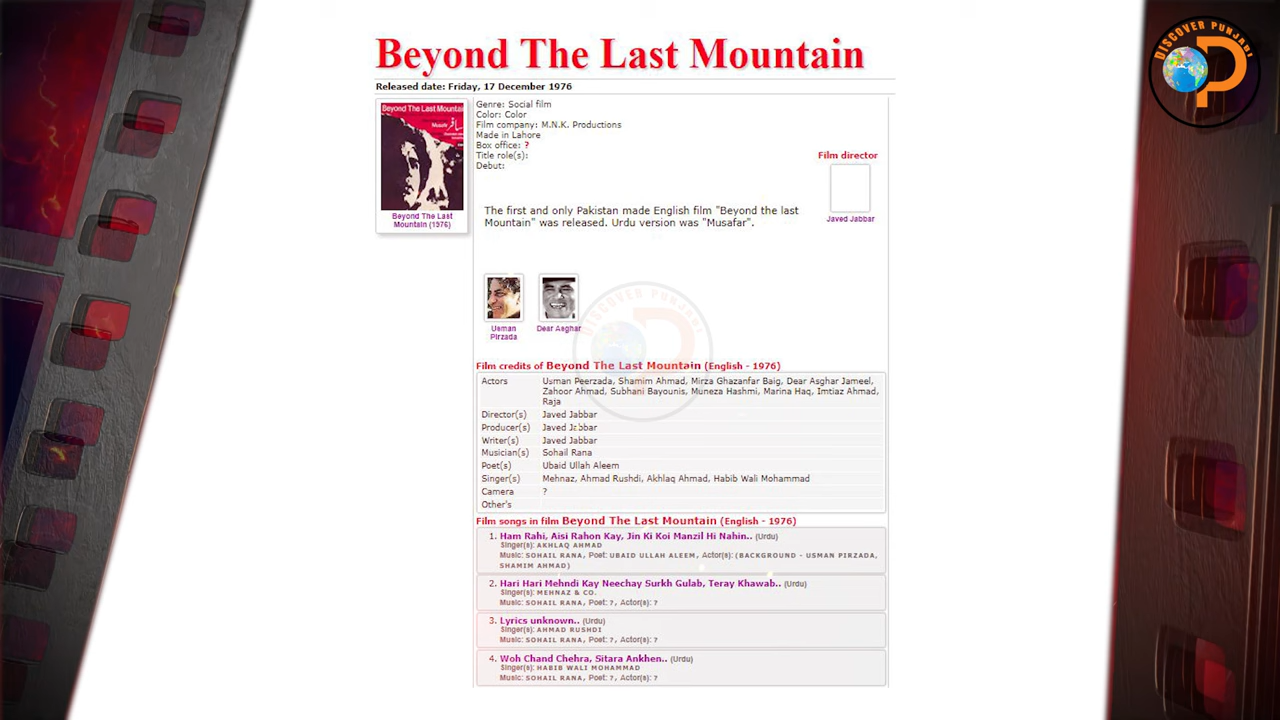 DISCOVER PUNJABI
Beyond The Last Mountain
Released date: Friday, 17 December 1976
Beyond The Last Mountain
مسافر
Musafir
Beyond The Last
Mountain (1976)
Genre: Social film
Color: Color
Film company: M.N.K. Productions
Made in Lahore
Box office: ?
Title role(s):
Debut:
Film director
Javed Jabbar
The first and only Pakistan made English film "Beyond the last
Mountain" was released. Urdu version was "Musafar".
Usman
Pirzada
Dear Asghar
DISCOVER PUNJABI
Film credits of Beyond The Last Mountain (English - 1976)
Actors Usman Peerzada, Shamim Ahmad, Mirza Ghazanfar Baig, Dear Asghar Jameel,
Zahoor Ahmad, Subhani Bayounis, Muneza Hashmi, Marina Haq, Imtiaz Ahmad,
Raja
Director(s) Javed Jabbar
Producer(s) Javed Jabbar
Writer(s) Javed Jabbar
Musician(s) Sohail Rana
Poet(s) Ubaid Ullah Aleem
Singer(s) Mehnaz, Ahmad Rushdi, Akhlaq Ahmad, Habib Wali Mohammad
Camera ?
Other's
Film songs in film Beyond The Last Mountain (English - 1976)
1. Ham Rahi, Aisi Rahon Kay, Jin Ki Koi Manzil Hi Nahin.. (Urdu)
Singer(s): AKHLAQ AHMAD
Music: SOHAIL RANA, Poet: UBAID ULLAH ALEEM, Actor(s): (BACKGROUND - USMAN PIRZADA,
SHAMIM AHMAD)
2. Hari Hari Mehndi Kay Neechay Surkh Gulab, Teray Khawab.. (Urdu)
Singer(s): MEHNAZ & CO.
Music: SOHAIL RANA, Poet: ?, Actor(s): ?
3. Lyrics unknown.. (Urdu)
Singer(s): AHMAD RUSHDI
Music: SOHAIL RANA, Poet: ?, Actor(s): ?
4. Woh Chand Chehra, Sitara Ankhen.. (Urdu)
Singer(s): HABIB WALI MOHAMMAD
Music: SOHAIL RANA, Poet: ?, Actor(s): ?